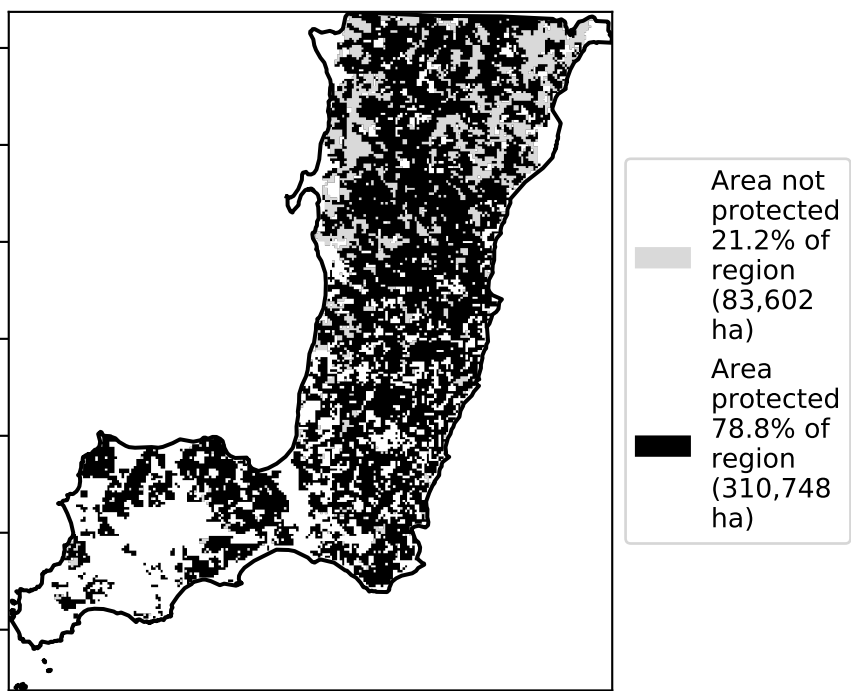 Area not
protected
21.2% of
region
(83,602
ha)
Area
protected
78.8% of
region
(310,748
ha)